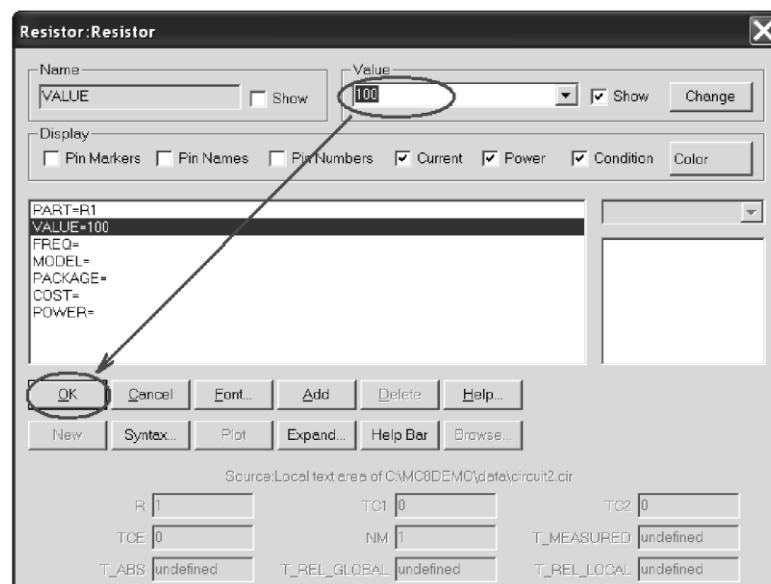 Resistor:Resistor
Name
VALUE
Show
Value
100
Show
Change
Display
Pin Markers
Pin Names
Pin Numbers
Current
Power
Condition
Color
PART=R1
VALUE=100
FREQ=
MODEL=
PACKAGE=
COST=
POWER=
OK
Cancel
Font...
Add
Delete
Help...
New
Syntax...
Plot
Expand...
Help Bar
Browse...
Source:Local text area of C:\MC8DEMO\data\circuit2.cir
R 1
TC1 0
TC2 0
TCE 0
NM 1
T_MEASURED undefined
T_ABS undefined
T_REL_GLOBAL undefined
T_REL_LOCAL undefined